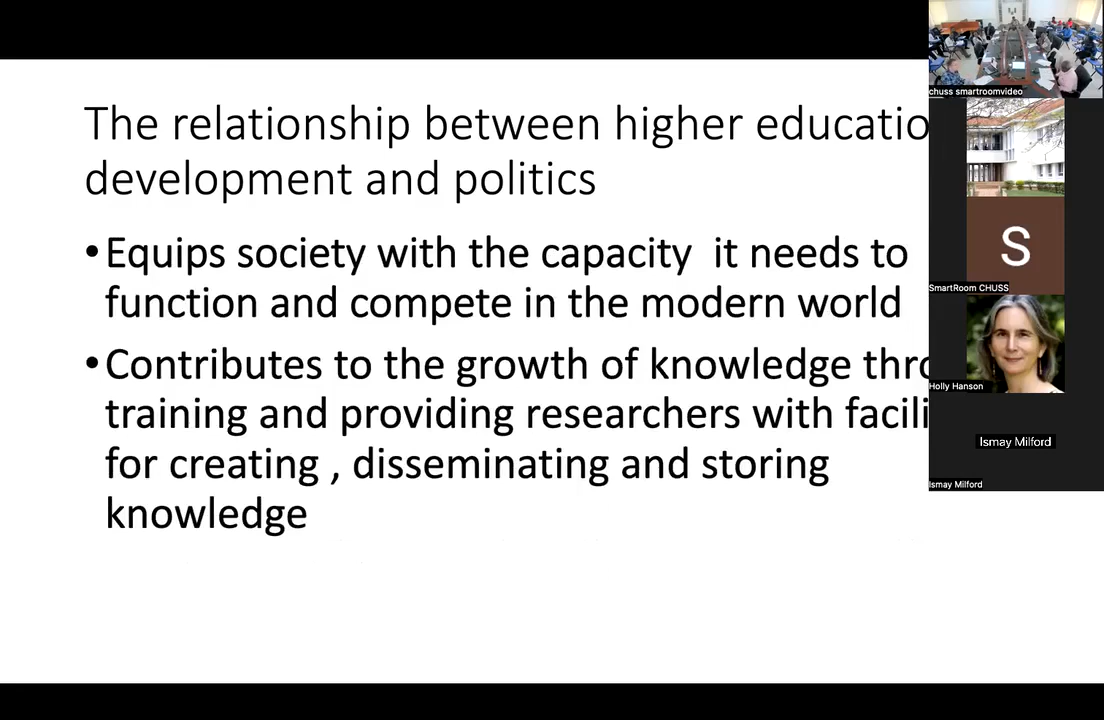 The relationship between higher educatio
development and politics
•Equips society with the capacity  it needs to
function and compete in the modern world
•Contributes to the growth of knowledge thro
training and providing researchers with facili
for creating , disseminating and storing
knowledge
chuss smartroomvideo
S
SmartRoom CHUSS
Holly Hanson
Ismay Milford
Ismay Milford